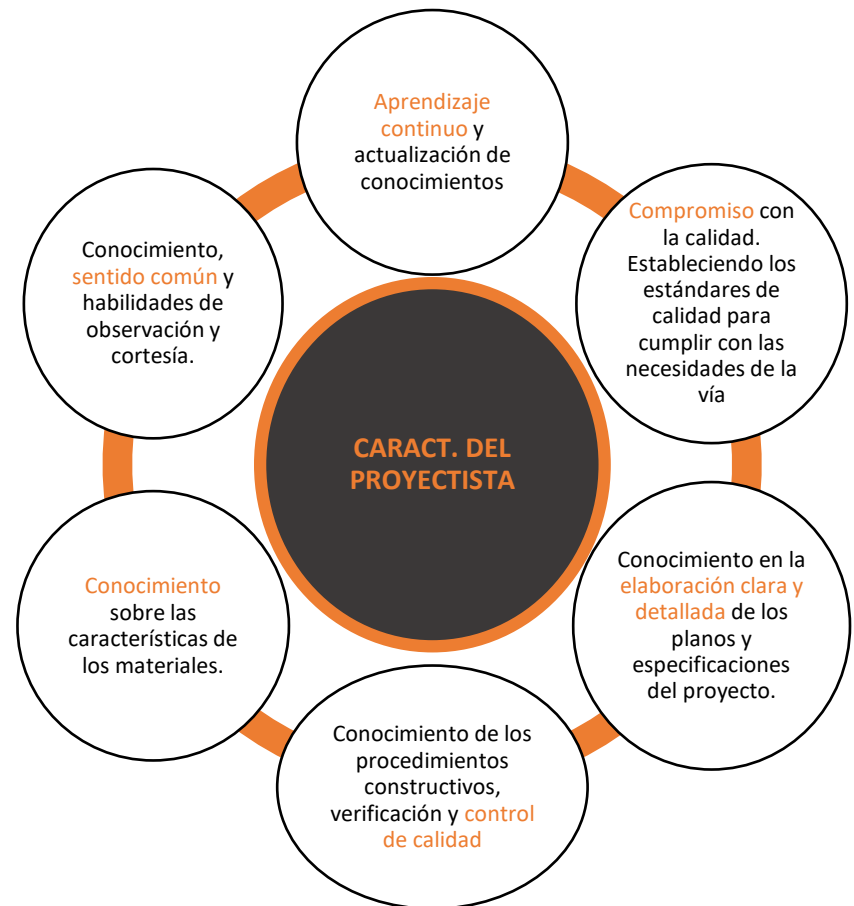 Aprendizaje
continuo y
actualización de
conocimientos
Compromiso con
la calidad.
Estableciendo los
estándares de
calidad para
cumplir con las
necesidades de la
vía
Conocimiento en la
elaboración clara y
detallada de los
planos y
especificaciones
del proyecto.
Conocimiento de los
procedimientos
constructivos,
verificación y control
de calidad
Conocimiento
sobre las
características de
los materiales.
Conocimiento,
sentido común y
habilidades de
observación y
cortesía.
CARACT. DEL
PROYECTISTA